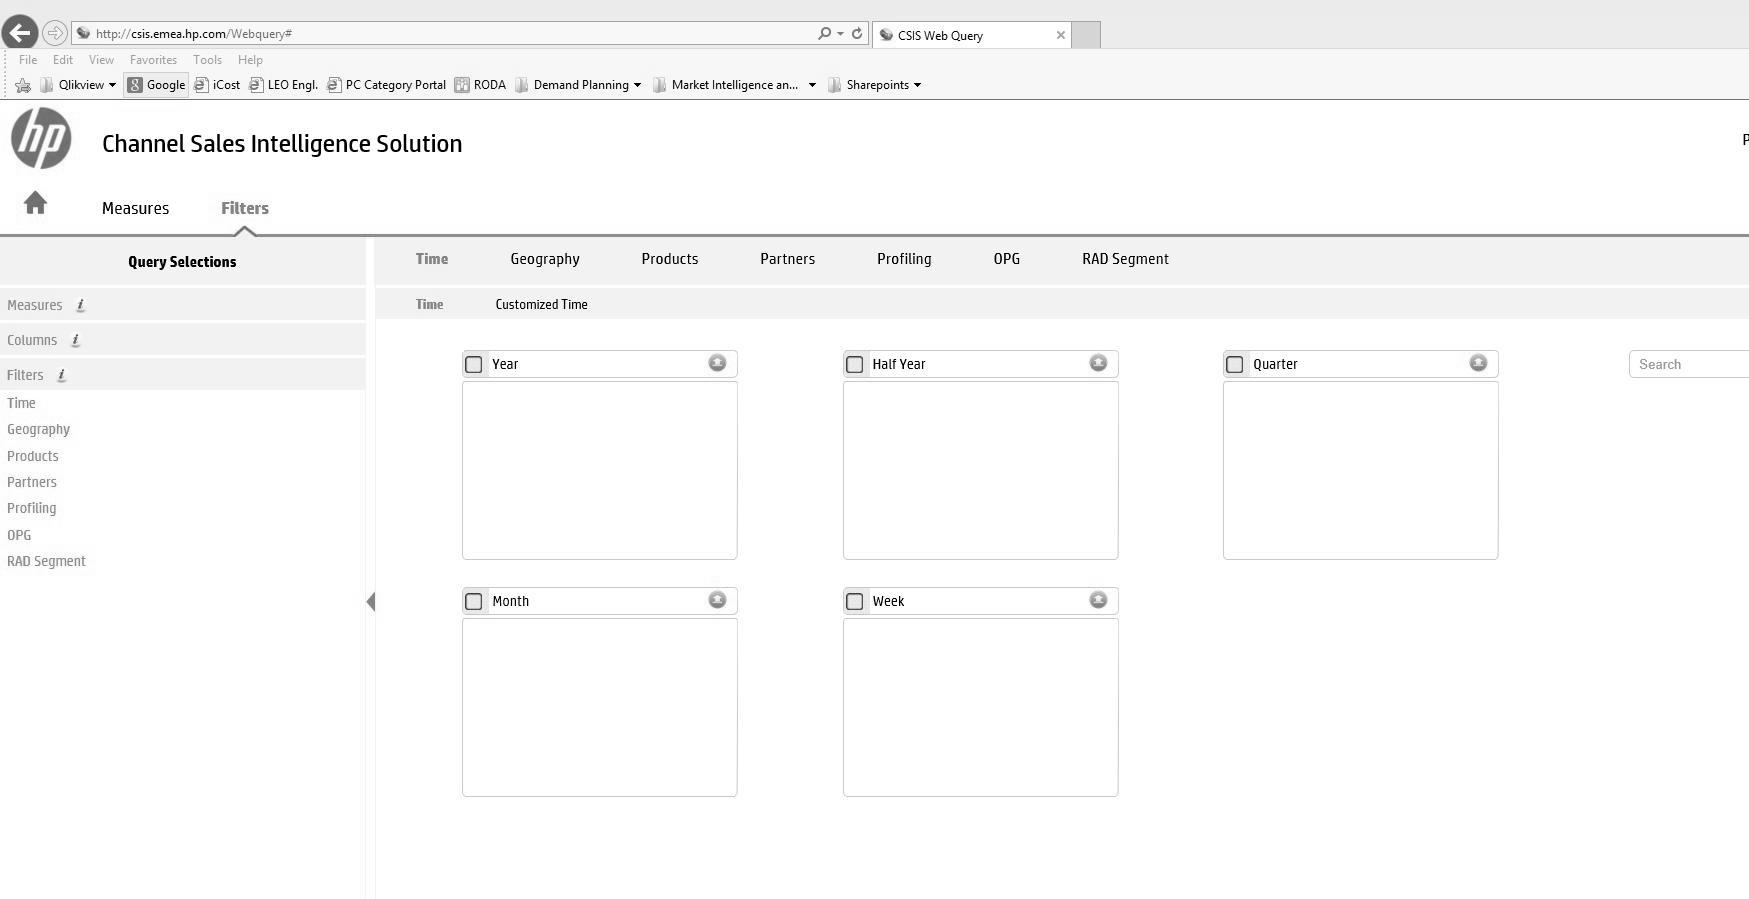 http://csis.emea.hp.com/Webquery# CSIS Web Query
File Edit View Favorites Tools Help
Qlikview Google iCost LEO Engl. PC Category Portal RODA Demand Planning Market Intelligence an... Sharepoints
hp
Channel Sales Intelligence Solution
P
Measures Filters
Query Selections
Time Geography Products Partners Profiling OPG RAD Segment
Measures i
Time Customized Time
Columns i
Filters i
Time
Geography
Products
Partners
Profiling
OPG
RAD Segment
Year Half Year Quarter Search
Month Week